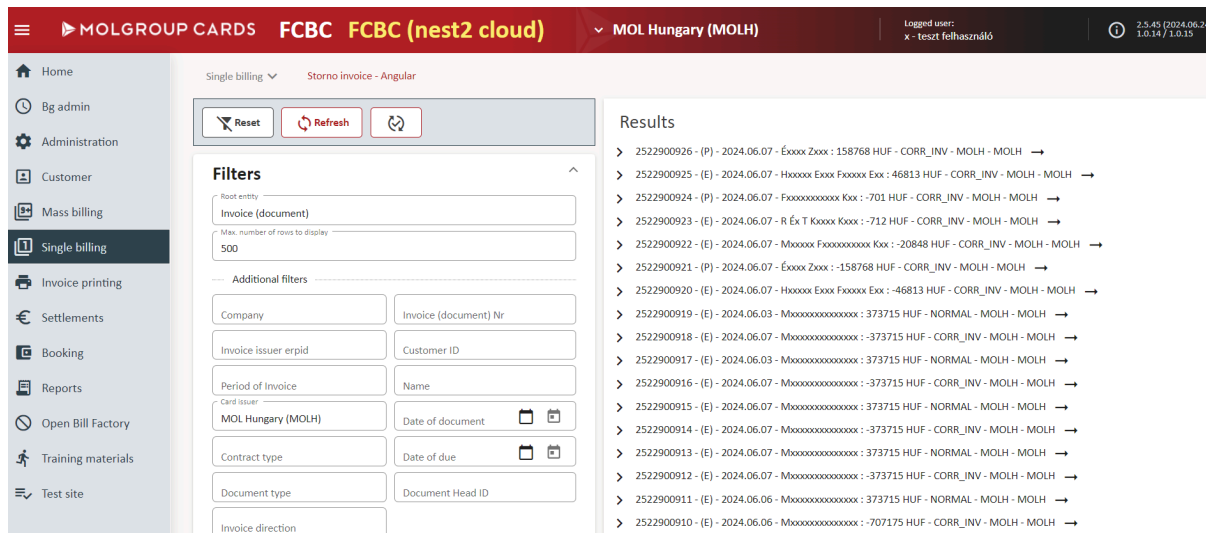 MOLGROUP CARDS FCBC FCBC (nest2 cloud) MOL Hungary (MOLH) Logged user: x - teszt felhasználó 2.5.45 (2024.06.24 1.0.14 / 1.0.15
Home
Bg admin
Administration
Customer
Mass billing
Single billing
Invoice printing
Settlements
Booking
Reports
Open Bill Factory
Training materials
Test site
Single billing Storno invoice - Angular
Reset Refresh
Filters
Root entity
Invoice (document)
Max. number of rows to display
500
Additional filters
Company Invoice (document) Nr
Invoice issuer erpid Customer ID
Period of Invoice Name
Card issuer
MOL Hungary (MOLH) Date of document
Contract type Date of due
Document type Document Head ID
Invoice direction
Results
2522900926 - (P) - 2024.06.07 - Éxxxx Zxxx : 158768 HUF - CORR_INV - MOLH - MOLH
2522900925 - (E) - 2024.06.07 - Hxxxxx Exxx Fxxxxx Exx : 46813 HUF - CORR_INV - MOLH - MOLH
2522900924 - (P) - 2024.06.07 - Fxxxxxxxxxxx Kxx : -701 HUF - CORR_INV - MOLH - MOLH
2522900923 - (E) - 2024.06.07 - R Éx T Kxxxx Kxxx : -712 HUF - CORR_INV - MOLH - MOLH
2522900922 - (E) - 2024.06.07 - Mxxxxx Fxxxxxxxxxx Kxx : -20848 HUF - CORR_INV - MOLH - MOLH
2522900921 - (P) - 2024.06.07 - Éxxxx Zxxx : -158768 HUF - CORR_INV - MOLH - MOLH
2522900920 - (E) - 2024.06.07 - Hxxxxx Exxx Fxxxxx Exx : -46813 HUF - CORR_INV - MOLH - MOLH
2522900919 - (E) - 2024.06.03 - Mxxxxxxxxxxxxxx : 373715 HUF - NORMAL - MOLH - MOLH
2522900918 - (E) - 2024.06.07 - Mxxxxxxxxxxxxxx : -373715 HUF - CORR_INV - MOLH - MOLH
2522900917 - (E) - 2024.06.03 - Mxxxxxxxxxxxxxx : 373715 HUF - NORMAL - MOLH - MOLH
2522900916 - (E) - 2024.06.07 - Mxxxxxxxxxxxxxx : -373715 HUF - CORR_INV - MOLH - MOLH
2522900915 - (E) - 2024.06.07 - Mxxxxxxxxxxxxxx : 373715 HUF - NORMAL - MOLH - MOLH
2522900914 - (E) - 2024.06.07 - Mxxxxxxxxxxxxxx : -373715 HUF - CORR_INV - MOLH - MOLH
2522900913 - (E) - 2024.06.07 - Mxxxxxxxxxxxxxx : 373715 HUF - NORMAL - MOLH - MOLH
2522900912 - (E) - 2024.06.07 - Mxxxxxxxxxxxxxx : -373715 HUF - CORR_INV - MOLH - MOLH
2522900911 - (E) - 2024.06.06 - Mxxxxxxxxxxxxxx : 373715 HUF - NORMAL - MOLH - MOLH
2522900910 - (E) - 2024.06.06 - Mxxxxxxxxxxxxxx : -707175 HUF - CORR_INV - MOLH - MOLH